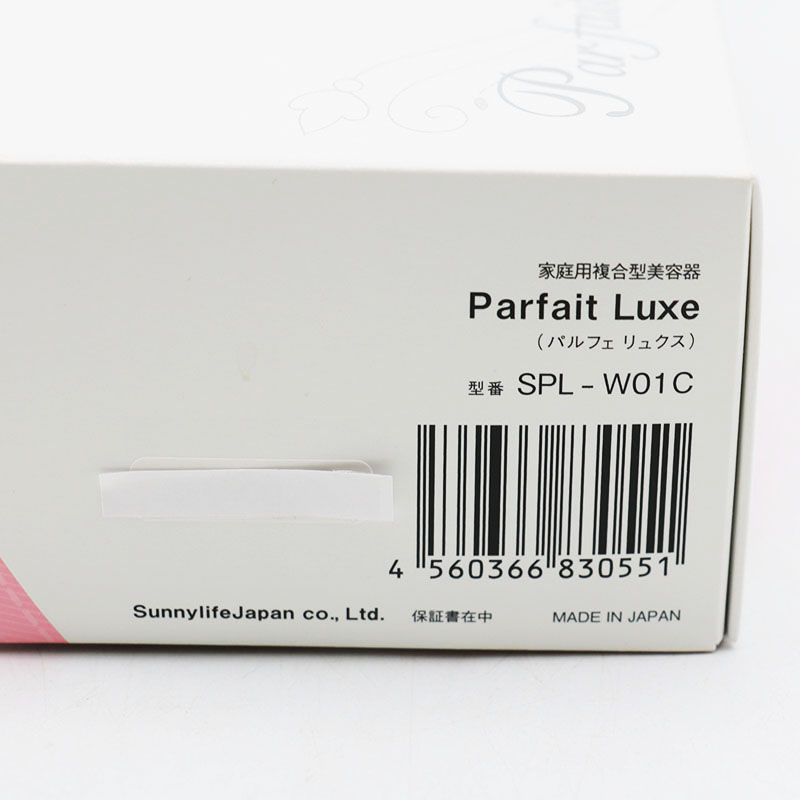 Parfait
家庭用複合型美容器
Parfait Luxe
(パルフェ リュクス)
型番 SPL - W01C
4 560366 830551
SunnylifeJapan co., Ltd. 保証書在中 MADE IN JAPAN